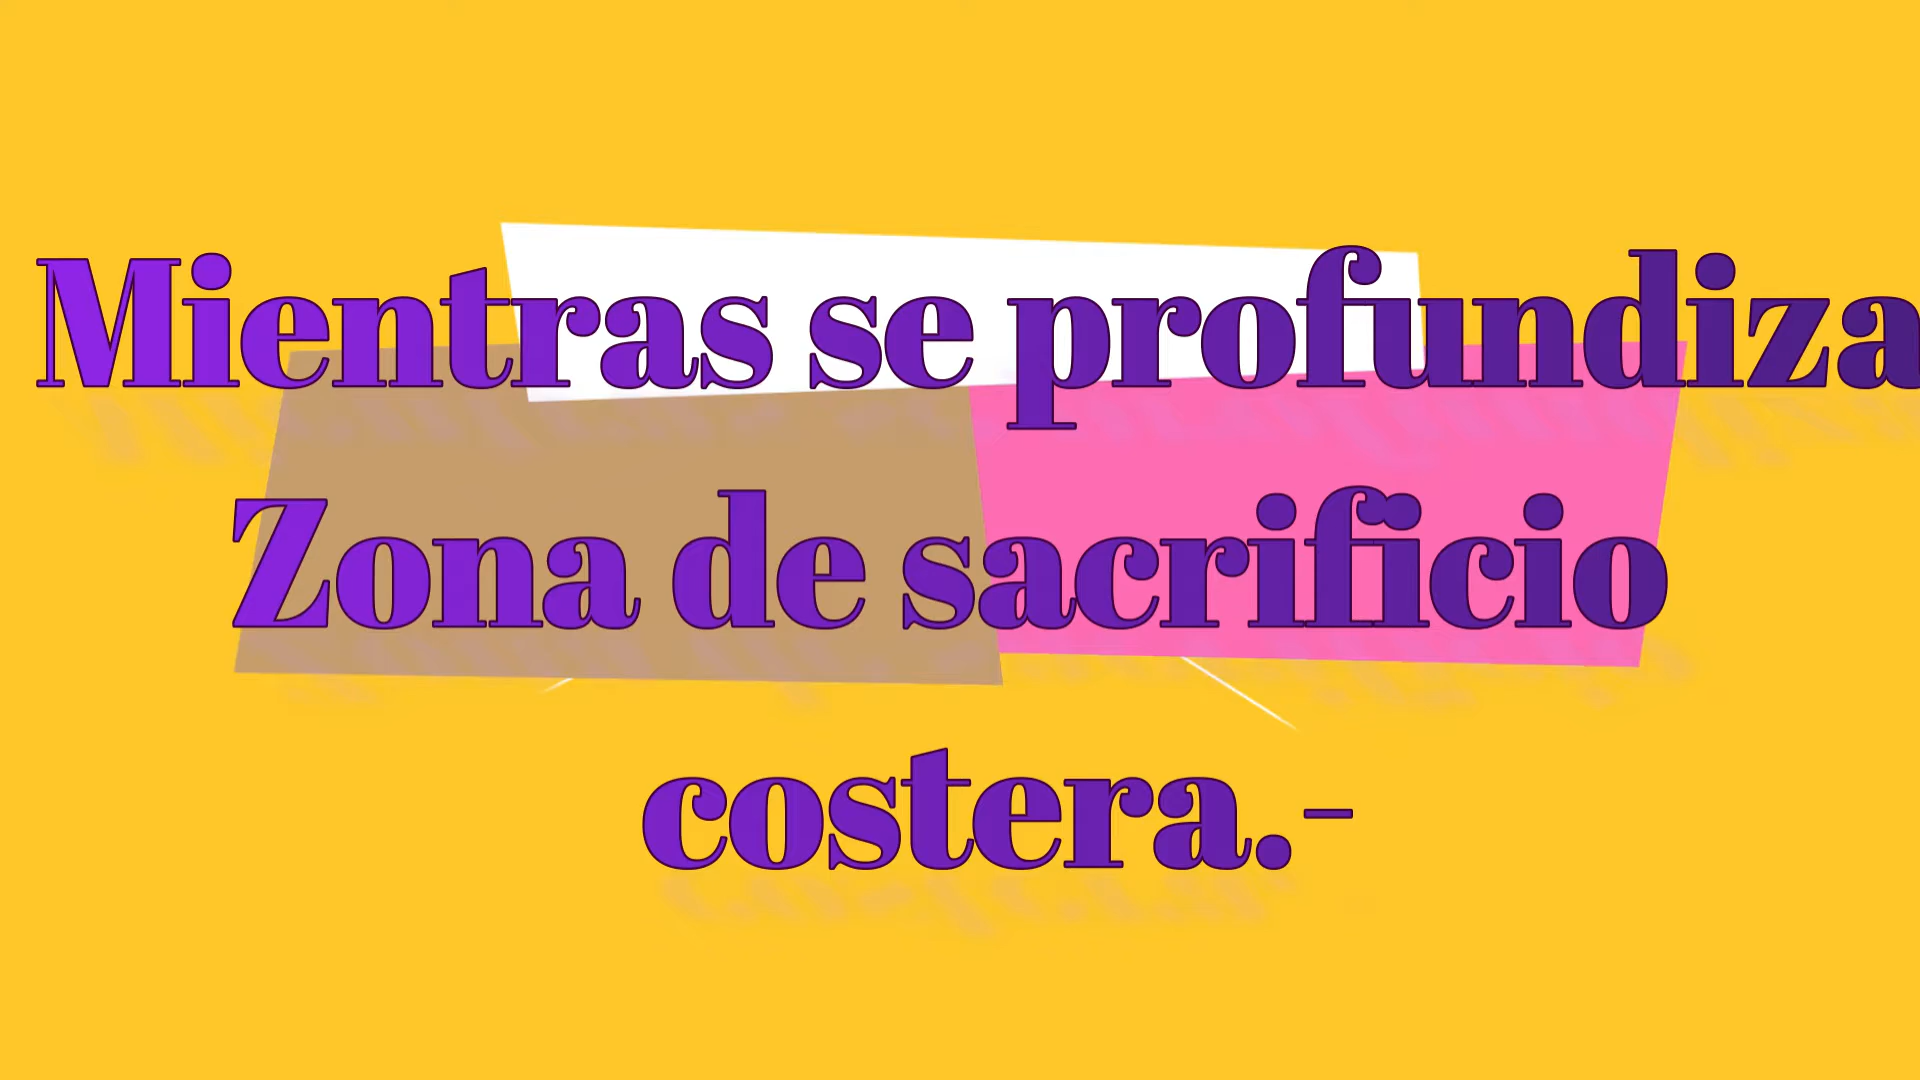 Mientras se profundiza
Zona de sacrificio
costera.-